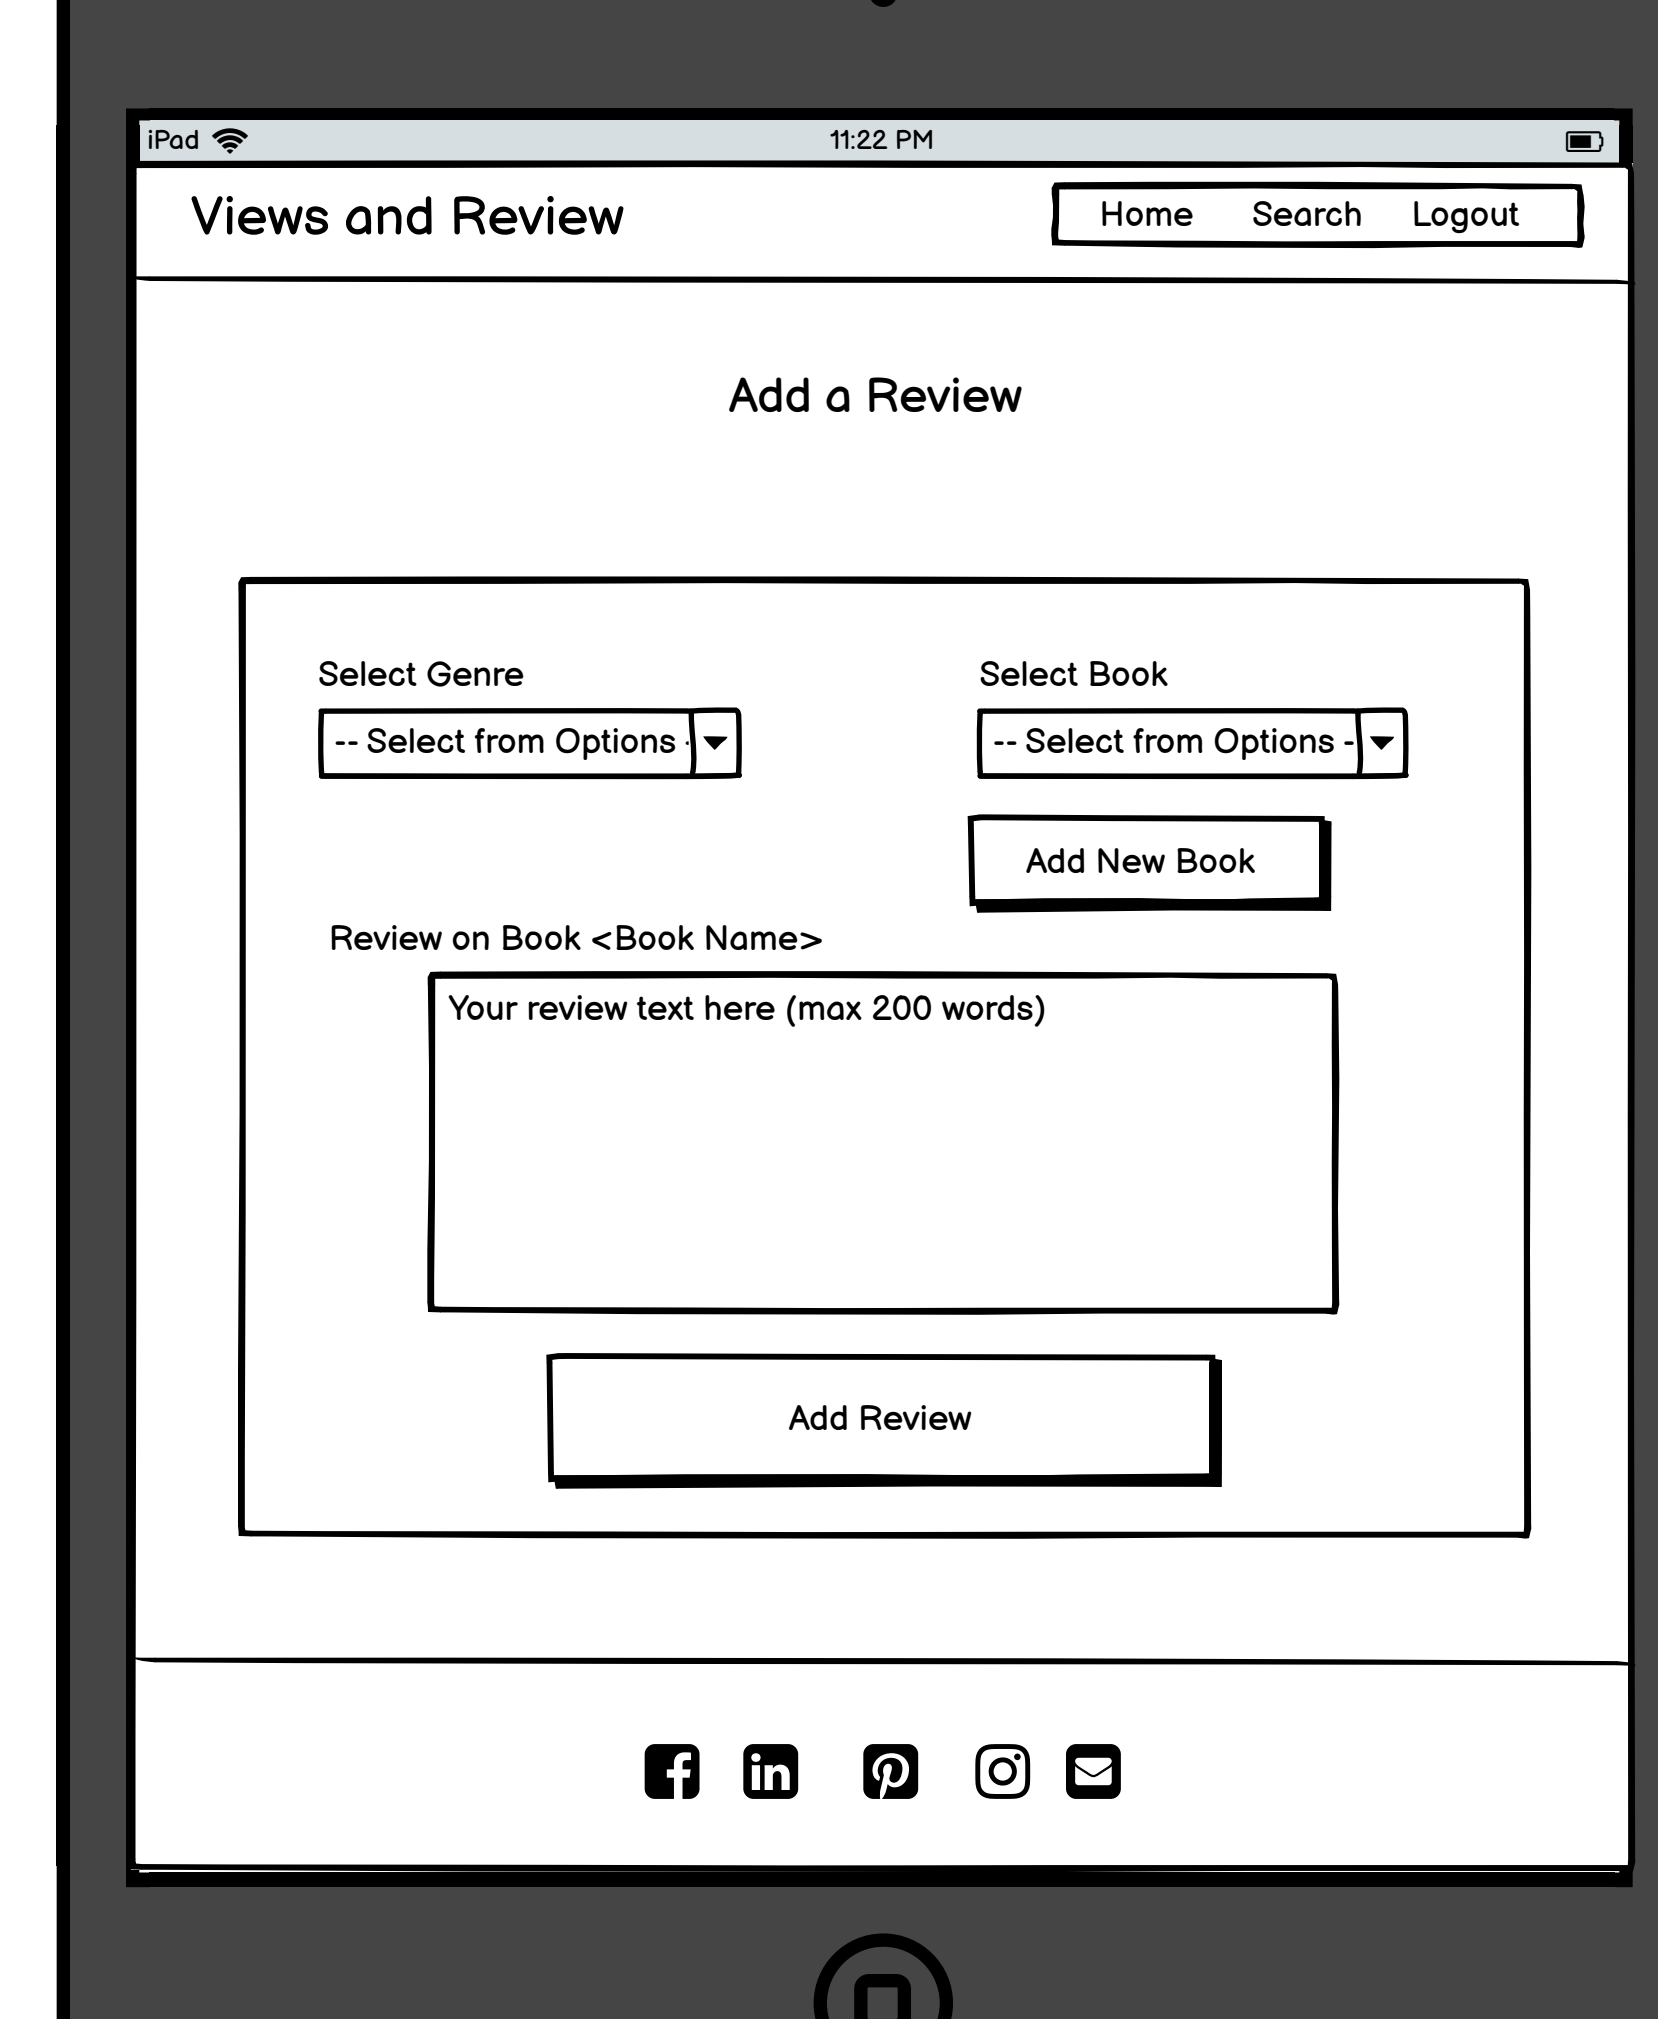 iPad 11:22 PM
Views and Review
Home Search Logout
Add a Review
Select Genre
Select Book
-- Select from Options -
-- Select from Options -
Add New Book
Review on Book <Book Name>
Your review text here (max 200 words)
Add Review